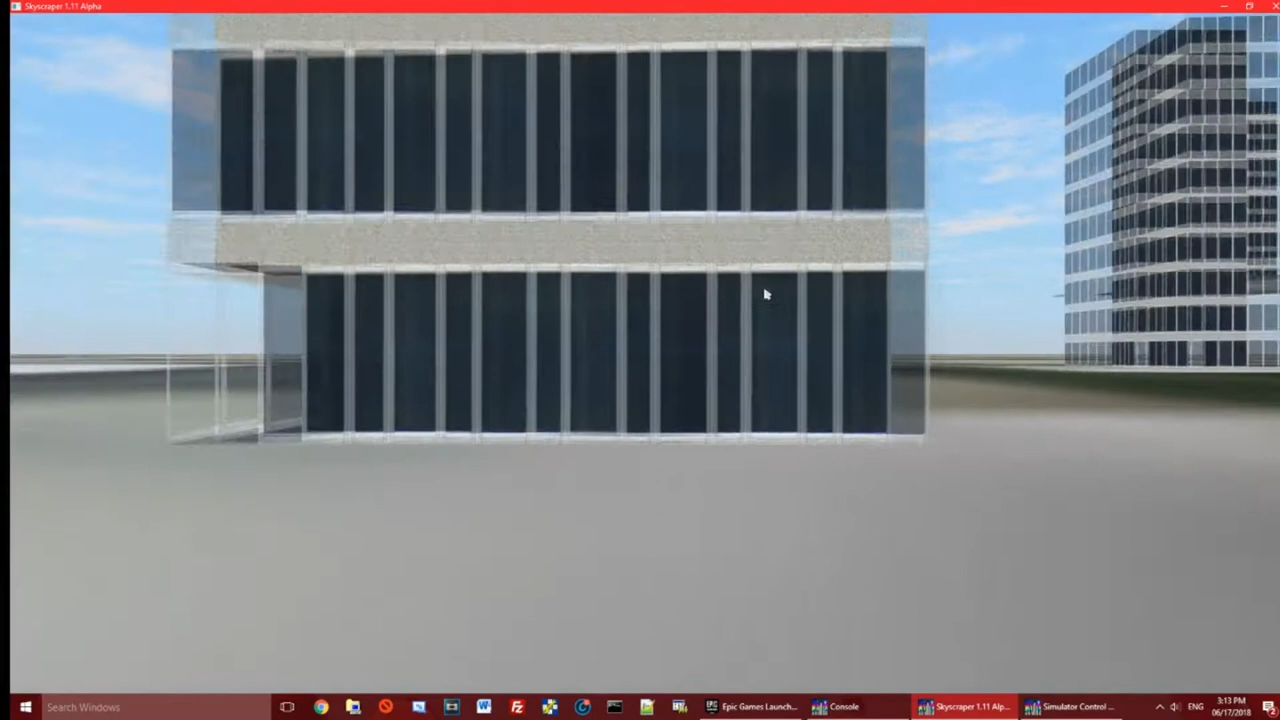 Skyscraper 1.11 Alpha
Search Windows
Epic Games Launch...
Console
Skyscraper 1.11 Alp...
Simulator Control ...
ENG
3:13 PM
06/17/2018
2